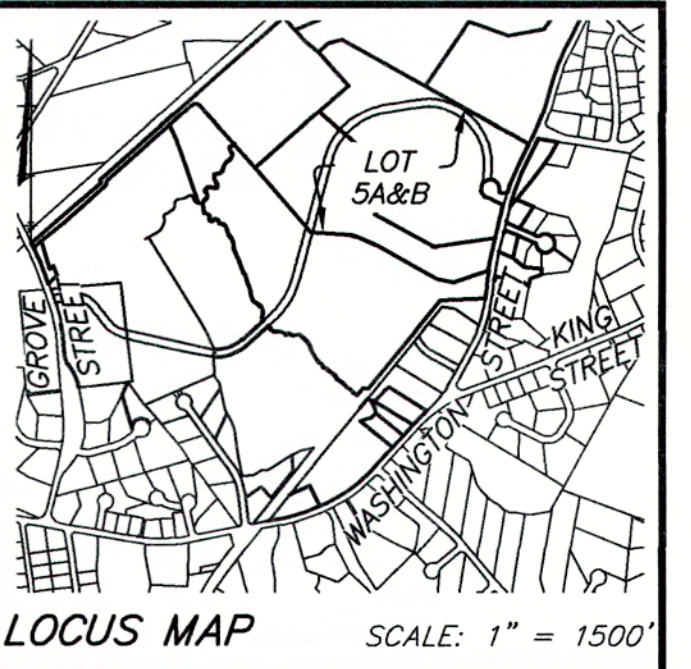 LOT
5A&B
GROVE
STREET
STREET
KING
STREET
WASHINGTON
LOCUS MAP
SCALE: 1" = 1500'